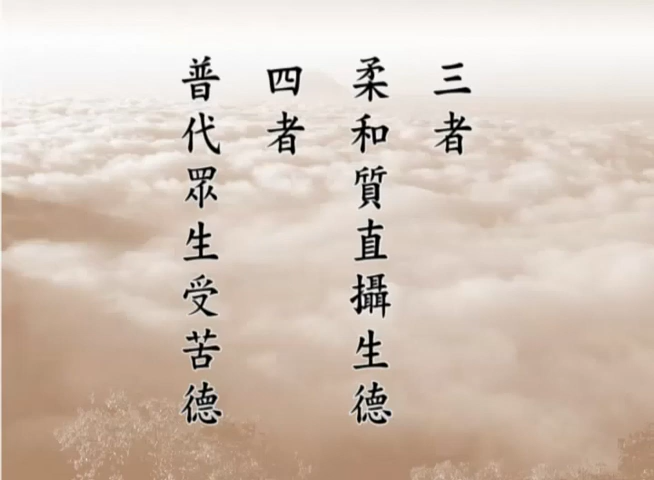 三者
柔和質直攝生德
四者
普代眾生受苦德